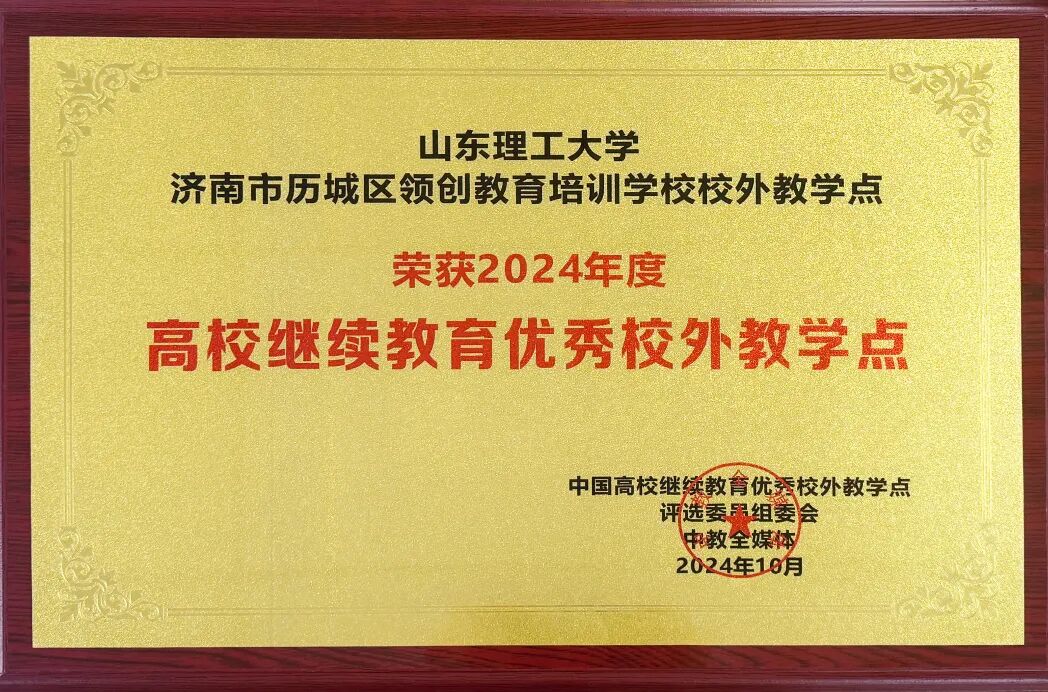 山东理工大学
济南市历城区领创教育培训学校校外教学点
荣获2024年度
高校继续教育优秀校外教学点
中国高校继续教育优秀校外教学点
评选委员组委会
中教全媒体
2024年10月